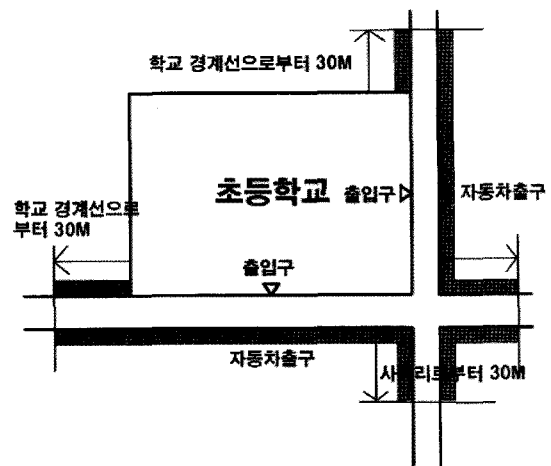 학교 경계선으로부터 30M
초등학교
출입구
자동차출구
학교 경계선으로
부터 30M
출입구
자동차출구
사거리로부터 30M